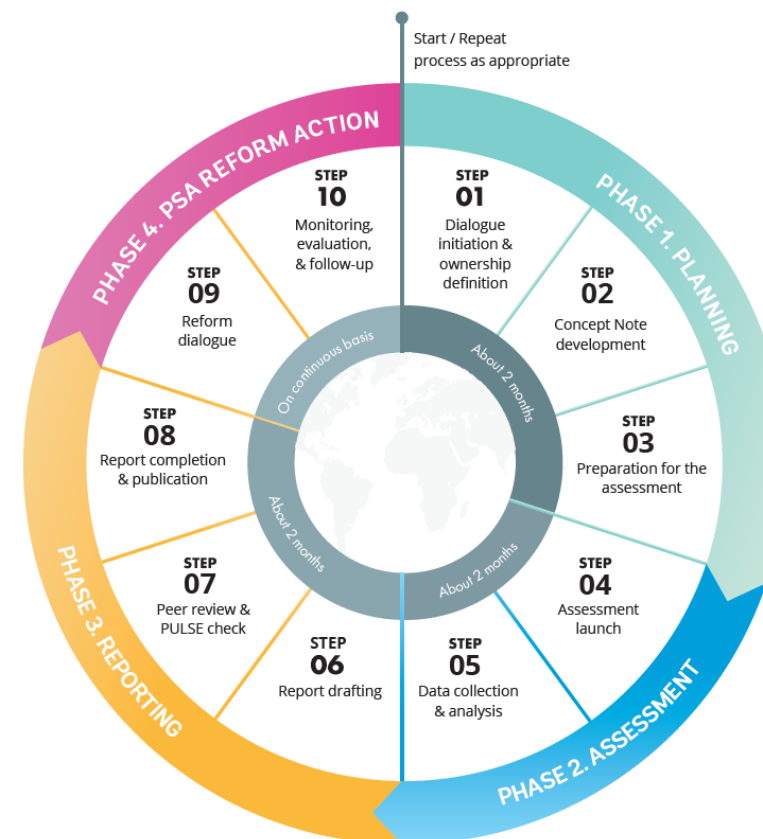 Start / Repeat
process as appropriate
PHASE 1. PLANNING
STEP
01
Dialogue
initiation &
ownership
definition
STEP
02
Concept Note
development
STEP
03
Preparation for the
assessment
About 2 months
PHASE 2. ASSESSMENT
STEP
04
Assessment
launch
STEP
05
Data collection
& analysis
About 2 months
PHASE 3. REPORTING
STEP
06
Report drafting
STEP
07
Peer review &
PULSE check
STEP
08
Report completion
& publication
About 2 months
PHASE 4. PSA REFORM ACTION
STEP
09
Reform
dialogue
STEP
10
Monitoring,
evaluation,
& follow-up
On continuous basis